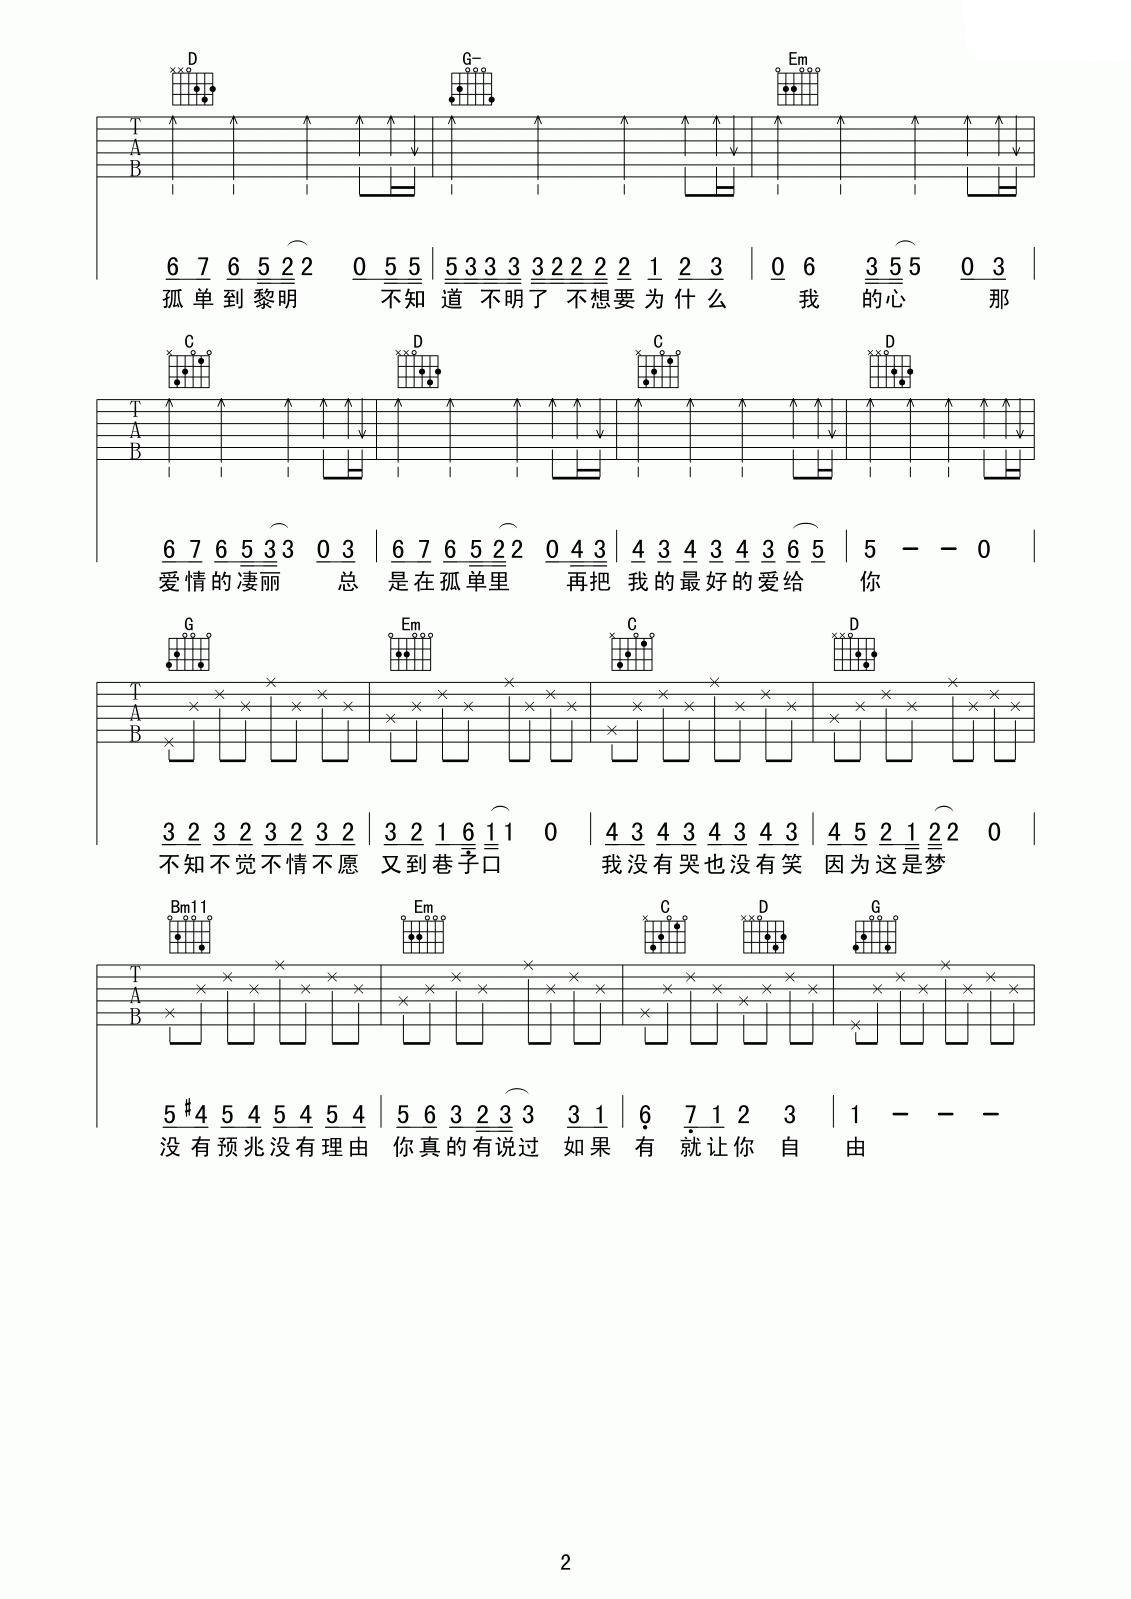 D G- Em
T
A
B
6 7 6 5 2 2 0 5 5 5 3 3 3 3 2 2 2 2 1 2 3 0 6 3 5 5 0 3
孤单到黎明 不知道 不明了 不想要为什么 我 的心 那
C D C D
T
A
B
6 7 6 5 3 3 0 3 6 7 6 5 2 2 0 4 3 4 3 4 3 4 3 6 5 5 - - 0
爱情的凄丽 总 是在孤单里 再把 我的最好的爱给 你
G Em C D
T
A
B
3 2 3 2 3 2 3 2 3 2 1 6 1 1 0 4 3 4 3 4 3 4 3 4 5 2 1 2 2 0
不知不觉不情不愿 又到巷子口 我没有哭也没有笑 因为这是梦
Bm11 Em C D G
T
A
B
5 #4 5 4 5 4 5 4 5 6 3 2 3 3 3 1 6 7 1 2 3 1 - - -
没有预兆没有理由 你真的有说过 如果 有 就让你 自 由
2